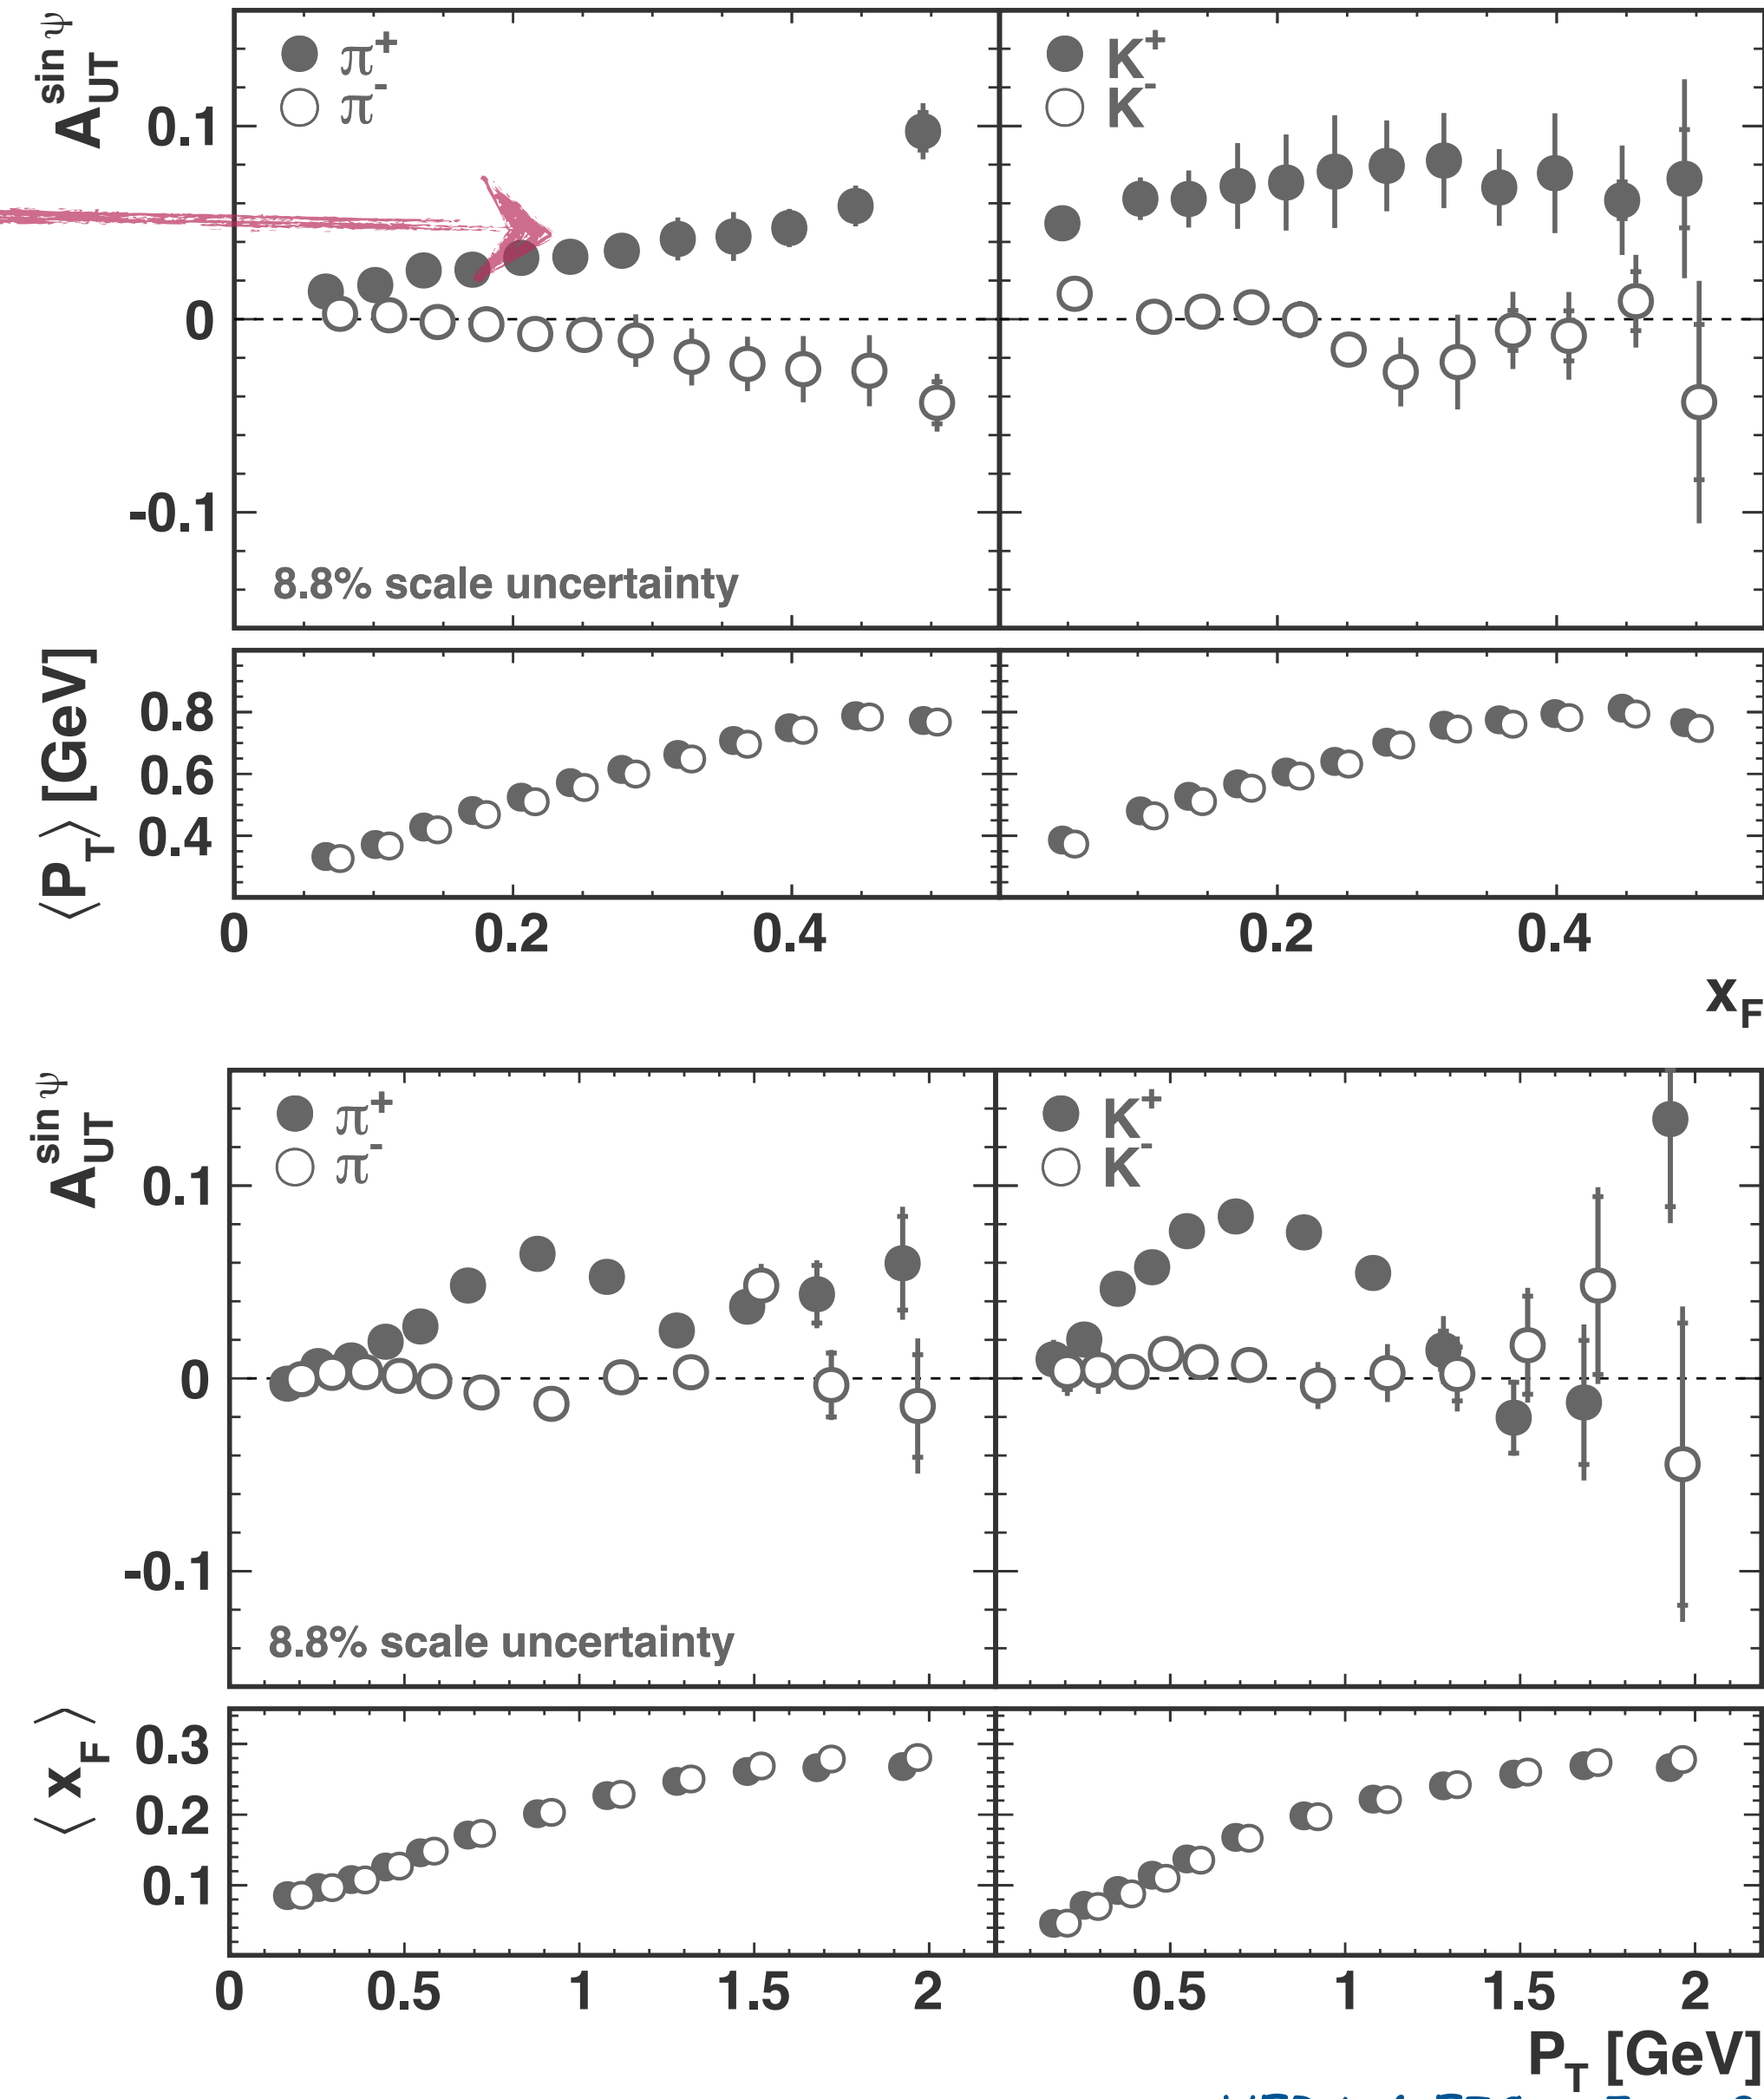 A_UT^sin ψ
π+
π-
K+
K-
0.1
0
-0.1
8.8% scale uncertainty
⟨P_T⟩ [GeV]
0.8
0.6
0.4
0 0.2 0.4 0.2 0.4
x_F
A_UT^sin ψ
π+
π-
K+
K-
0.1
0
-0.1
8.8% scale uncertainty
⟨ x_F ⟩
0.3
0.2
0.1
0 0.5 1 1.5 2 0.5 1 1.5 2
P_T [GeV]